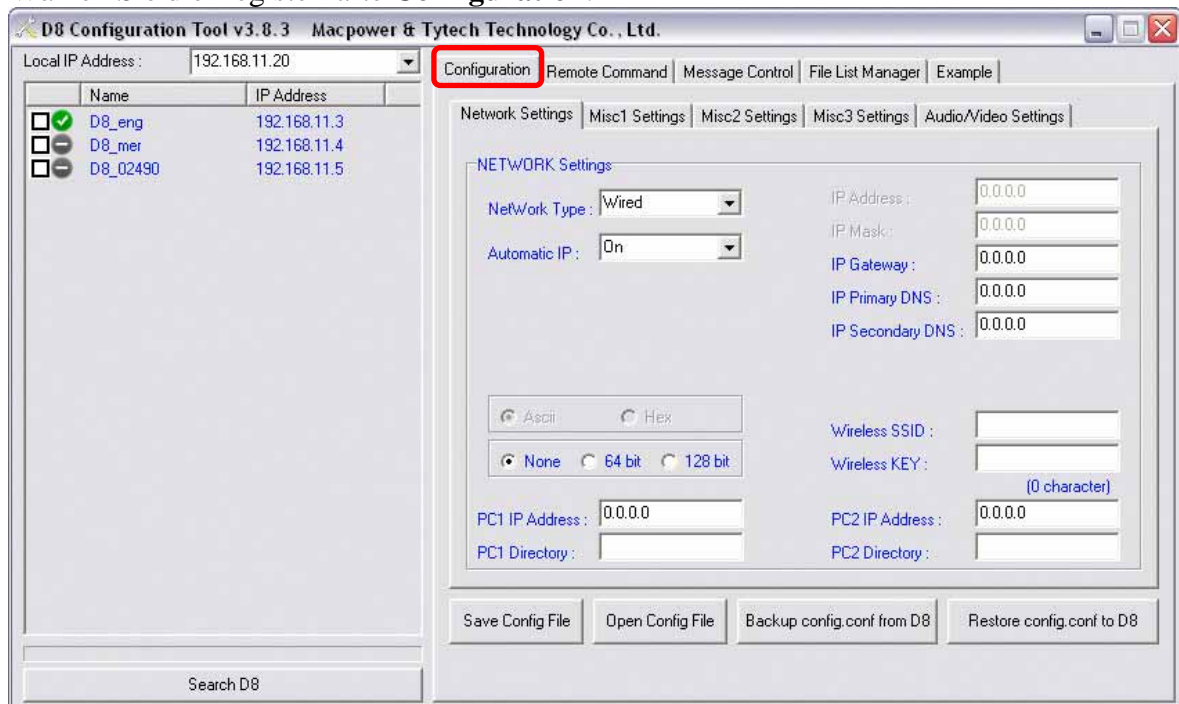 D8 Configuration Tool v3.8.3 Macpower & Tytech Technology Co., Ltd.
Local IP Address : 192.168.11.20
Name IP Address
D8_eng 192.168.11.3
D8_mer 192.168.11.4
D8_02490 192.168.11.5
Search D8
Configuration Remote Command Message Control File List Manager Example
Network Settings Misc1 Settings Misc2 Settings Misc3 Settings Audio/Video Settings
NETWORK Settings
NetWork Type : Wired
Automatic IP : On
IP Address : 0.0.0.0
IP Mask : 0.0.0.0
IP Gateway : 0.0.0.0
IP Primary DNS : 0.0.0.0
IP Secondary DNS : 0.0.0.0
Ascii Hex
None 64 bit 128 bit
Wireless SSID :
Wireless KEY :
(0 character)
PC1 IP Address : 0.0.0.0
PC2 IP Address : 0.0.0.0
PC1 Directory :
PC2 Directory :
Save Config File Open Config File Backup config.conf from D8 Restore config.conf to D8